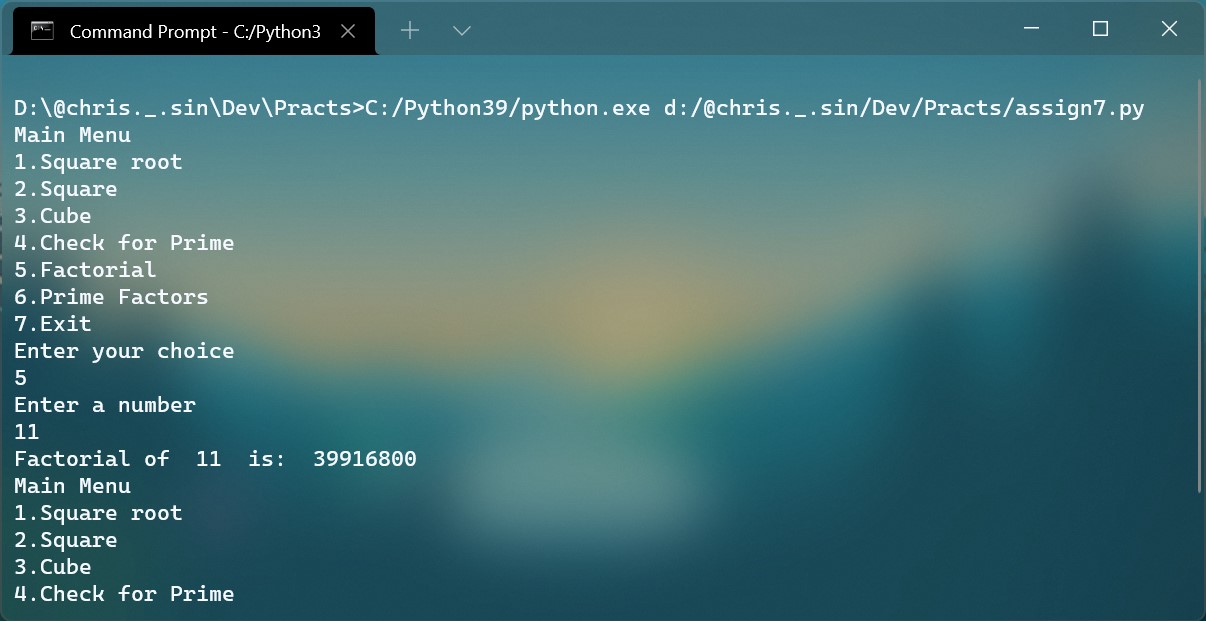 Command Prompt - C:/Python3
D:\@chris._.sin\Dev\Practs>C:/Python39/python.exe d:/@chris._.sin/Dev/Practs/assign7.py
Main Menu
1.Square root
2.Square
3.Cube
4.Check for Prime
5.Factorial
6.Prime Factors
7.Exit
Enter your choice
5
Enter a number
11
Factorial of  11  is:  39916800
Main Menu
1.Square root
2.Square
3.Cube
4.Check for Prime